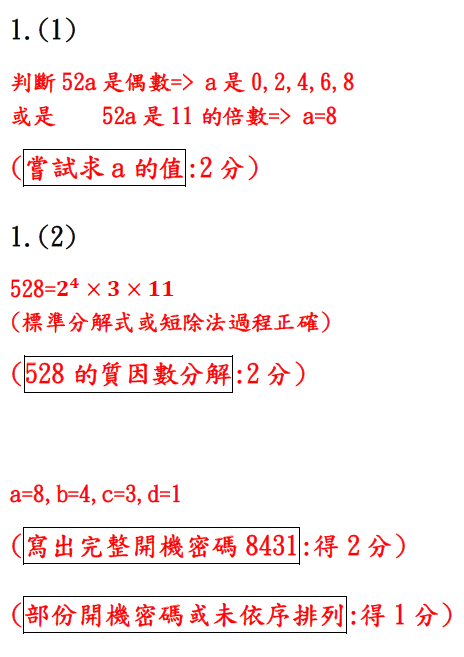 1.(1)
判斷 52a 是偶數=> a 是 0,2,4,6,8
或是 52a 是 11 的倍數=> a=8
(嘗試求 a 的值:2 分)
1.(2)
528=2⁴ × 3 × 11
(標準分解式或短除法過程正確)
(528 的質因數分解:2 分)
a=8,b=4,c=3,d=1
(寫出完整開機密碼 8431:得 2 分)
(部份開機密碼或未依序排列:得 1 分)